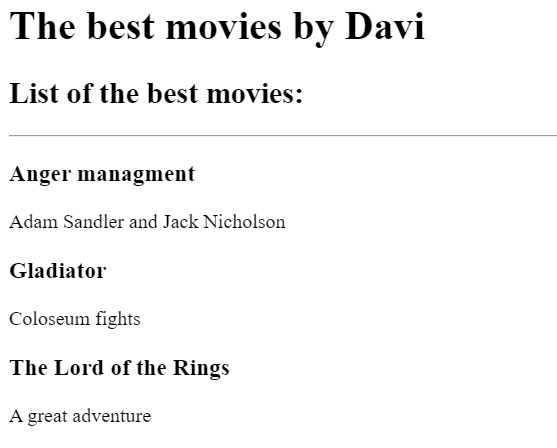 The best movies by Davi
List of the best movies:
Anger managment
Adam Sandler and Jack Nicholson
Gladiator
Coloseum fights
The Lord of the Rings
A great adventure